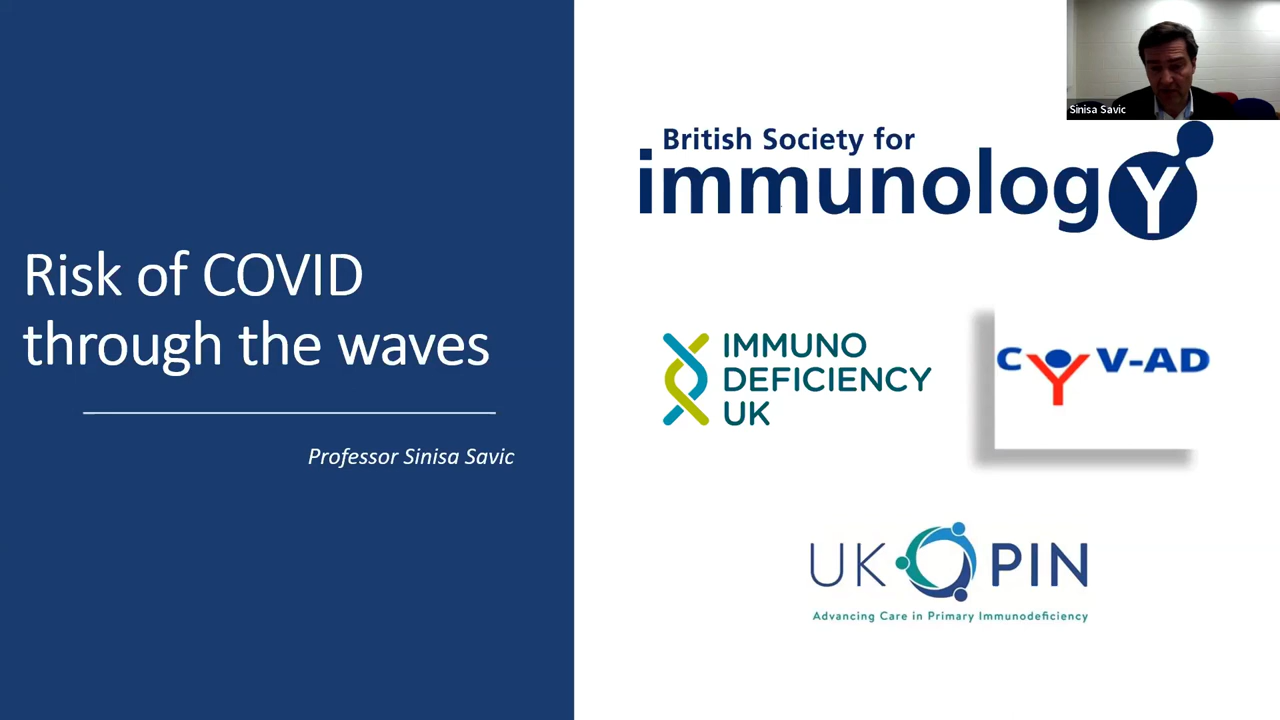 Sinisa Savic
British Society for
immunology
Risk of COVID
through the waves
Professor Sinisa Savic
IMMUNO
DEFICIENCY
UK
C V-AD
UK PIN
Advancing Care in Primary Immunodeficiency